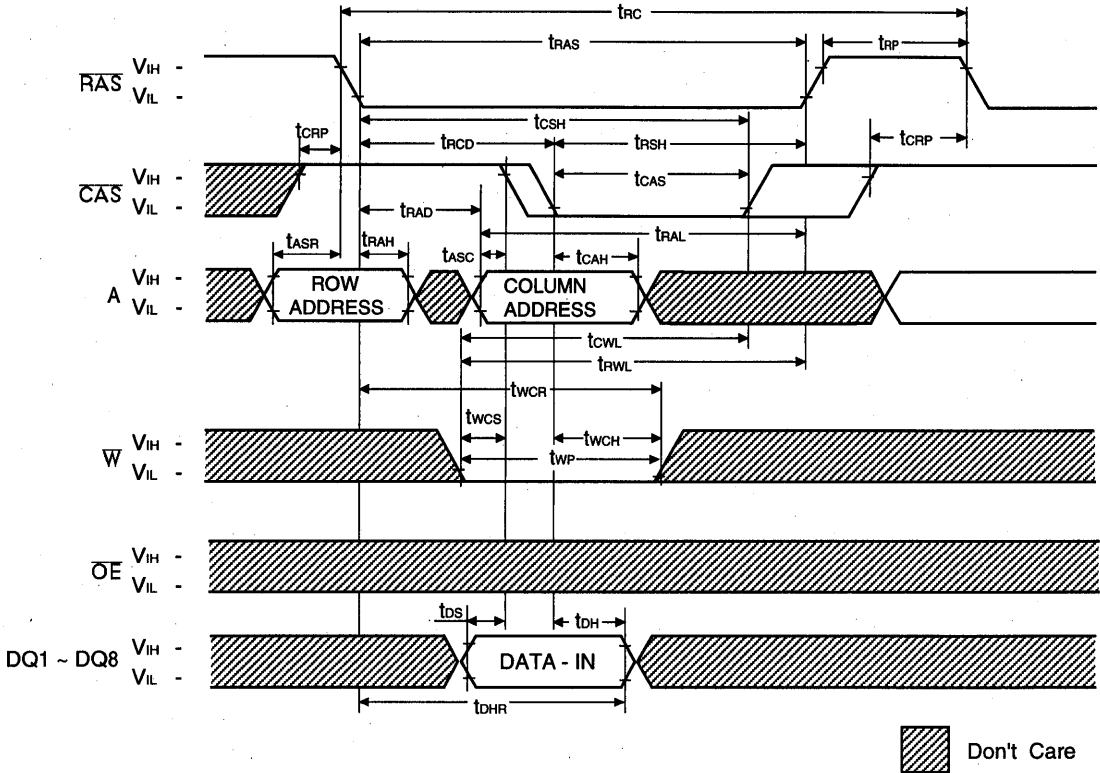 tRC
tRAS
tRP
RAS
VIH -
VIL -
tCSH
tCRP
tRCD
tRSH
tCRP
CAS
VIH -
VIL -
tCAS
tRAD
tRAL
tASR
tRAH
tASC
tCAH
A
VIH -
VIL -
ROW
ADDRESS
COLUMN
ADDRESS
tCWL
tRWL
tWCR
tWCS
tWCH
W
VIH -
VIL -
tWP
OE
VIH -
VIL -
tDS
tDH
DQ1 ~ DQ8
VIH -
VIL -
DATA - IN
tDHR
Don't Care